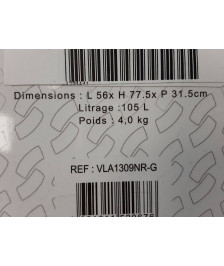 Dimensions : L 56x H 77.5x P 31.5cm
Litrage :105 L
Poids : 4,0 kg
REF : VLA1309NR-G